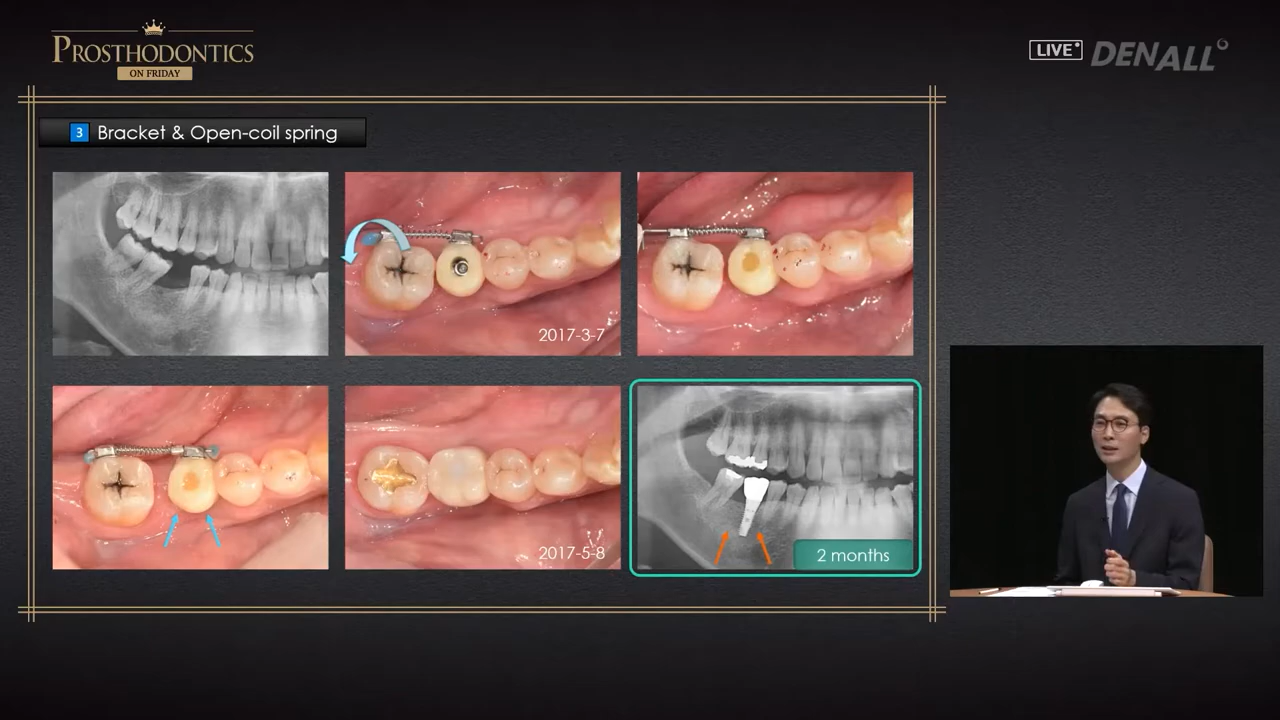 PROSTHODONTICS
ON FRIDAY
LIVE
DENALL
3 Bracket & Open-coil spring
2017-3-7
2017-5-8
2 months